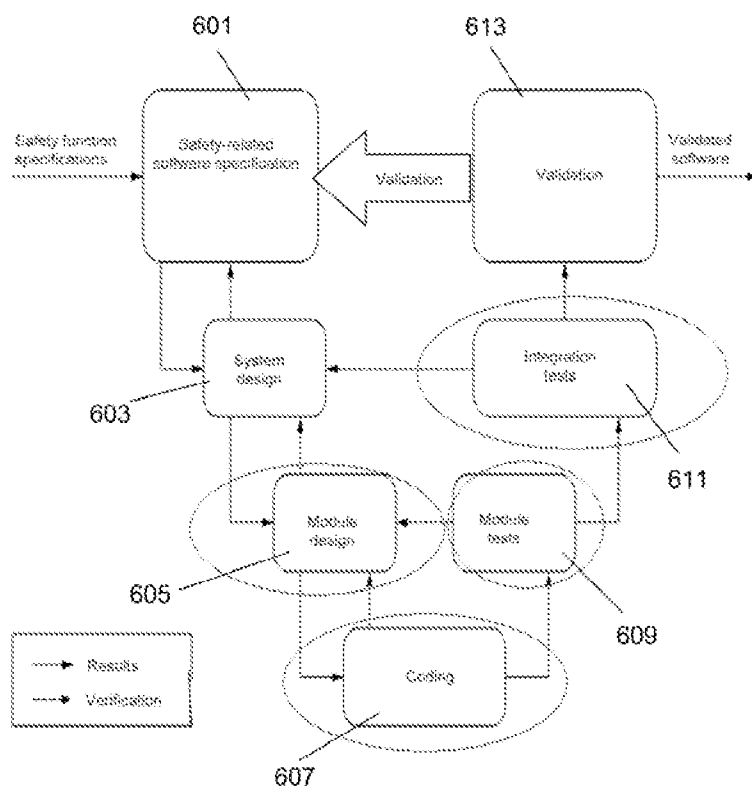 601
613
Safety function
specifications
Safety-related
software specification
Validation
Validation
Validated
software
System
design
Integration
tests
603
611
Module
design
Module
tests
605
609
Results
Verification
Coding
607